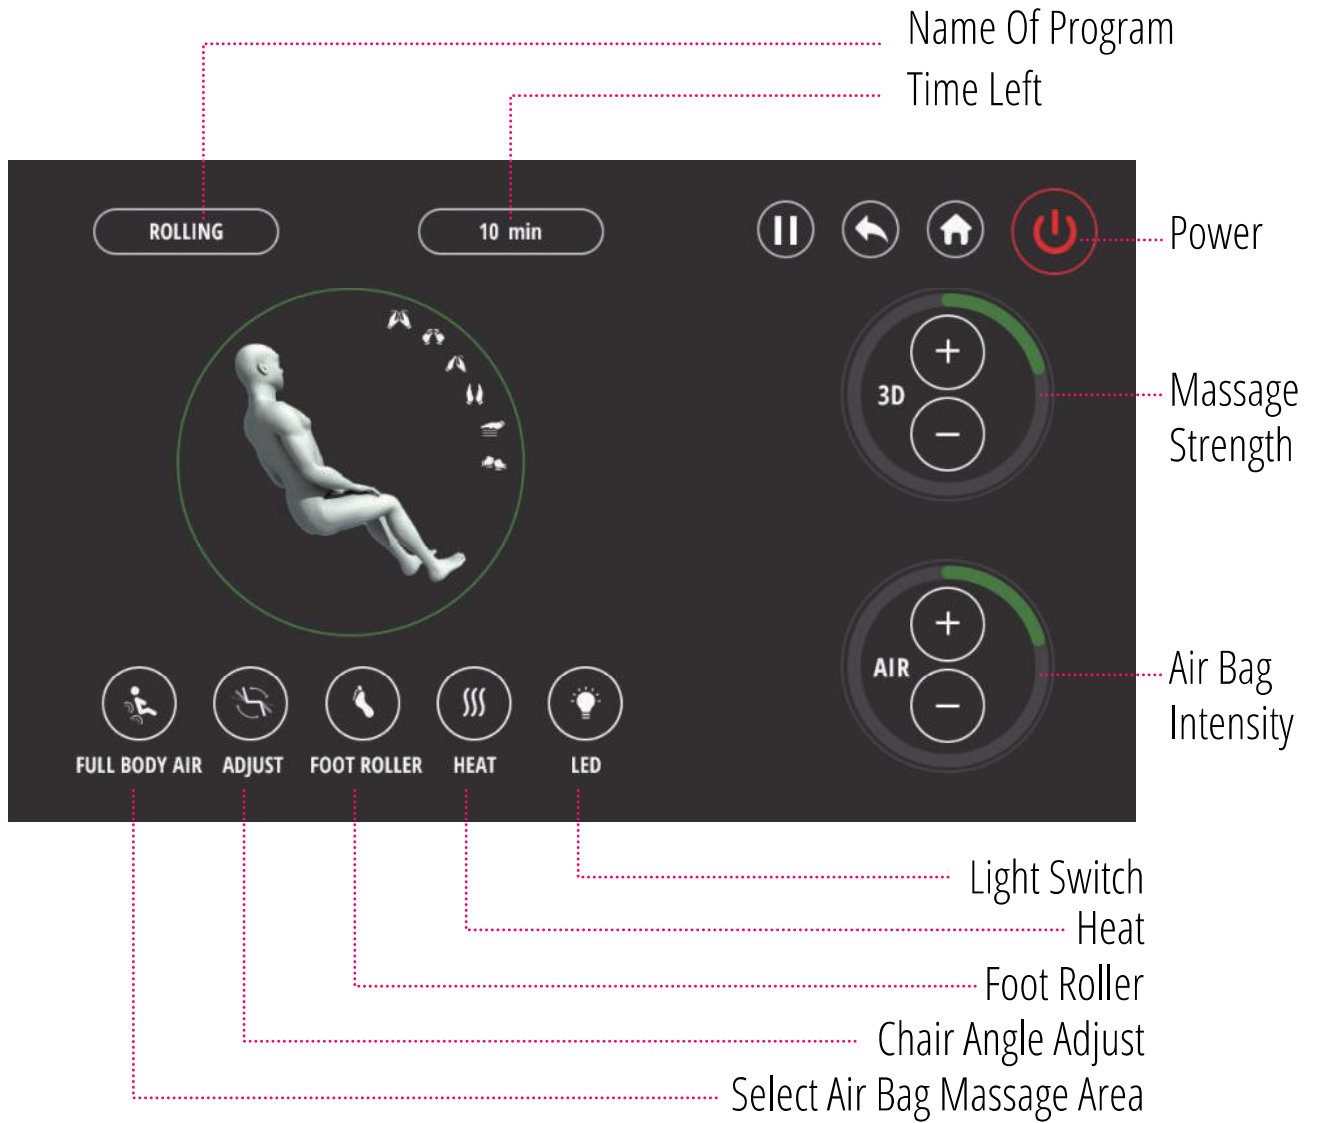 Name Of Program
Time Left
ROLLING
10 min
Power
3D
Massage
Strength
AIR
Air Bag
Intensity
FULL BODY AIR
ADJUST
FOOT ROLLER
HEAT
LED
Light Switch
Heat
Foot Roller
Chair Angle Adjust
Select Air Bag Massage Area